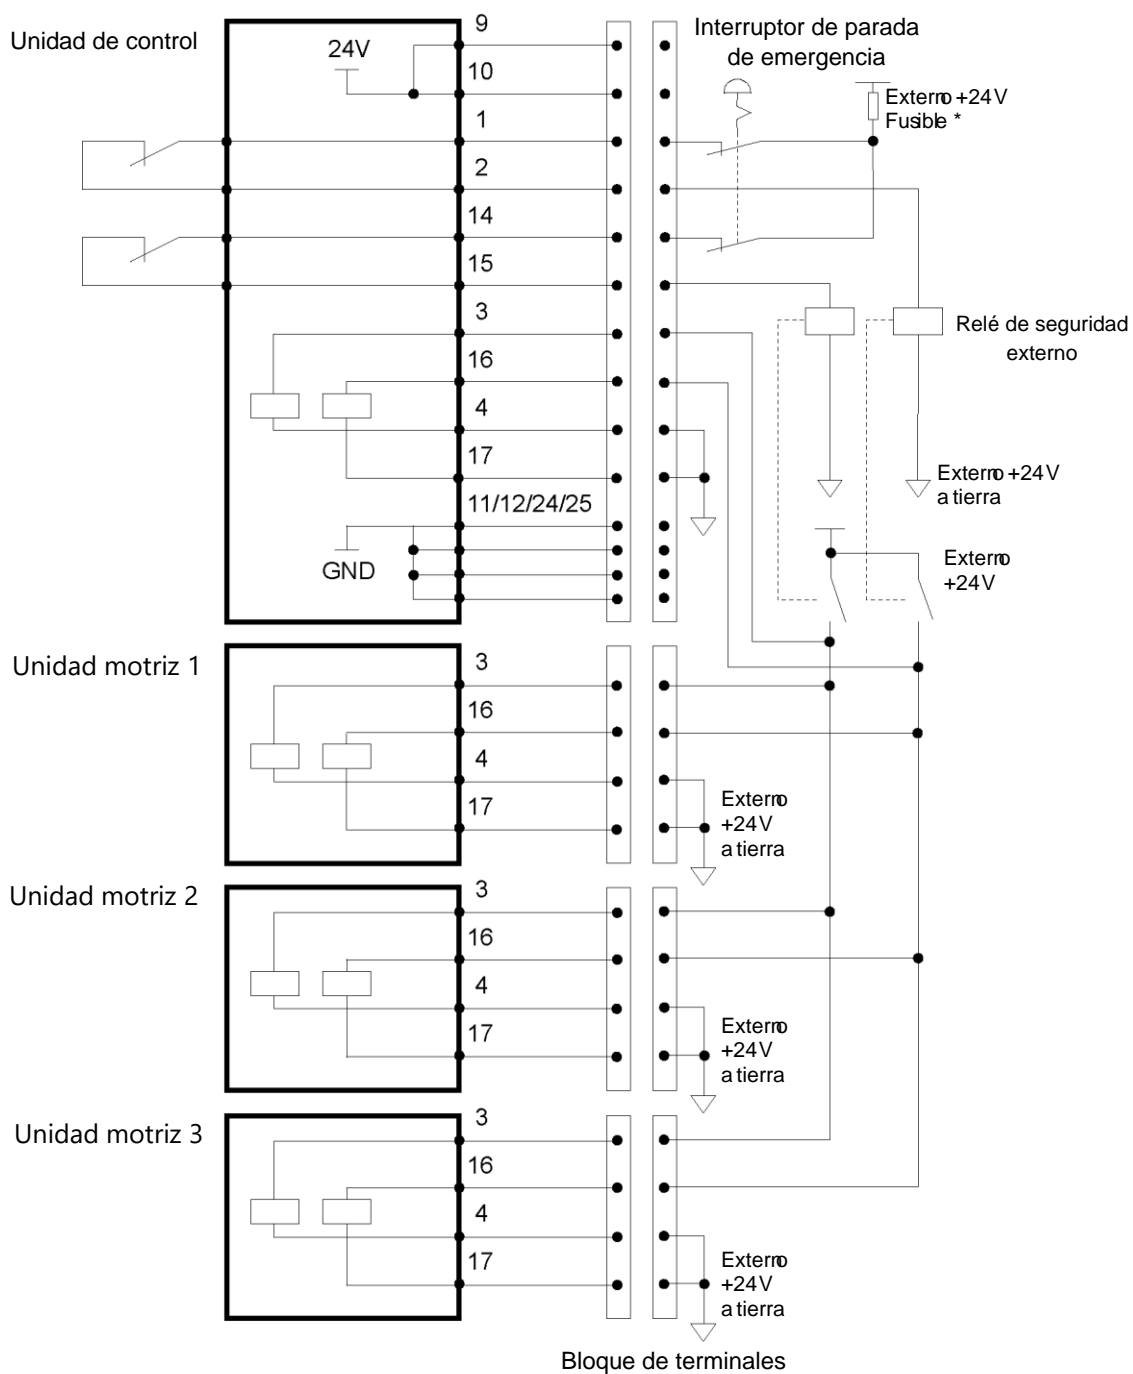 Unidad de control
24V
9
10
1
2
14
15
3
16
4
17
11/12/24/25
GND
Interruptor de parada
de emergencia
Externo +24V
Fusible *
Relé de seguridad
externo
Externo +24V
a tierra
Externo
+24V
Unidad motriz 1
3
16
4
17
Externo
+24V
a tierra
Unidad motriz 2
3
16
4
17
Externo
+24V
a tierra
Unidad motriz 3
3
16
4
17
Externo
+24V
a tierra
Bloque de terminales